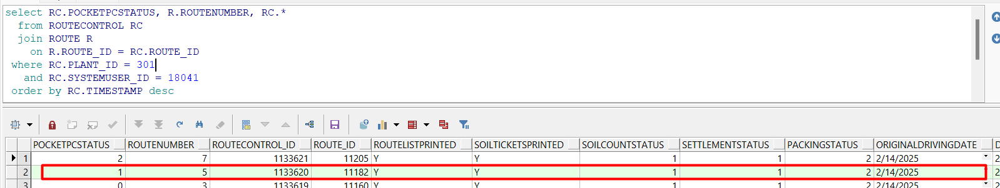 select RC.POCKETPCSTATUS, R.ROUTENUMBER, RC.*
from ROUTECONTROL RC
join ROUTE R
on R.ROUTE_ID = RC.ROUTE_ID
where RC.PLANT_ID = 301
and RC.SYSTEMUSER_ID = 18041
order by RC.TIMESTAMP desc
POCKETPCSTATUS ROUTENUMBER ROUTECONTROL_ID ROUTE_ID ROUTELISTPRINTED SOILTICKETSPRINTED SOILCOUNTSTATUS SETTLEMENTSTATUS PACKINGSTATUS ORIGINALDRIVINGDATE D
1 2 7 1133621 11205 Y Y 1 1 2 2/14/2025 2
2 1 5 1133620 11182 Y Y 1 1 2 2/14/2025 2
3 0 3 1133619 11160 Y Y 1 1 2 2/14/2025 2